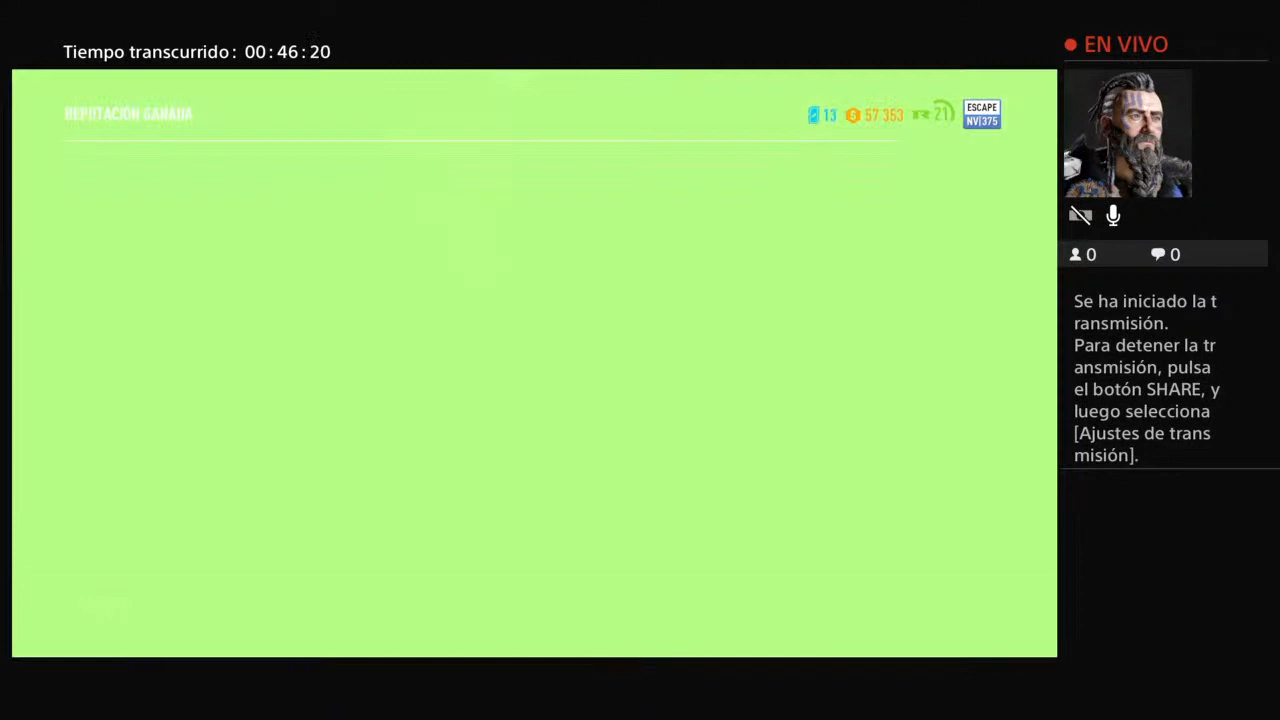 Tiempo transcurrido: 00:46:20
EN VIVO
REPUTACIÓN GANADA
13 57 353 R 21 ESCAPE
NV|375
0 0
Se ha iniciado la t
ransmisión.
Para detener la tr
ansmisión, pulsa
el botón SHARE, y
luego selecciona
[Ajustes de trans
misión].